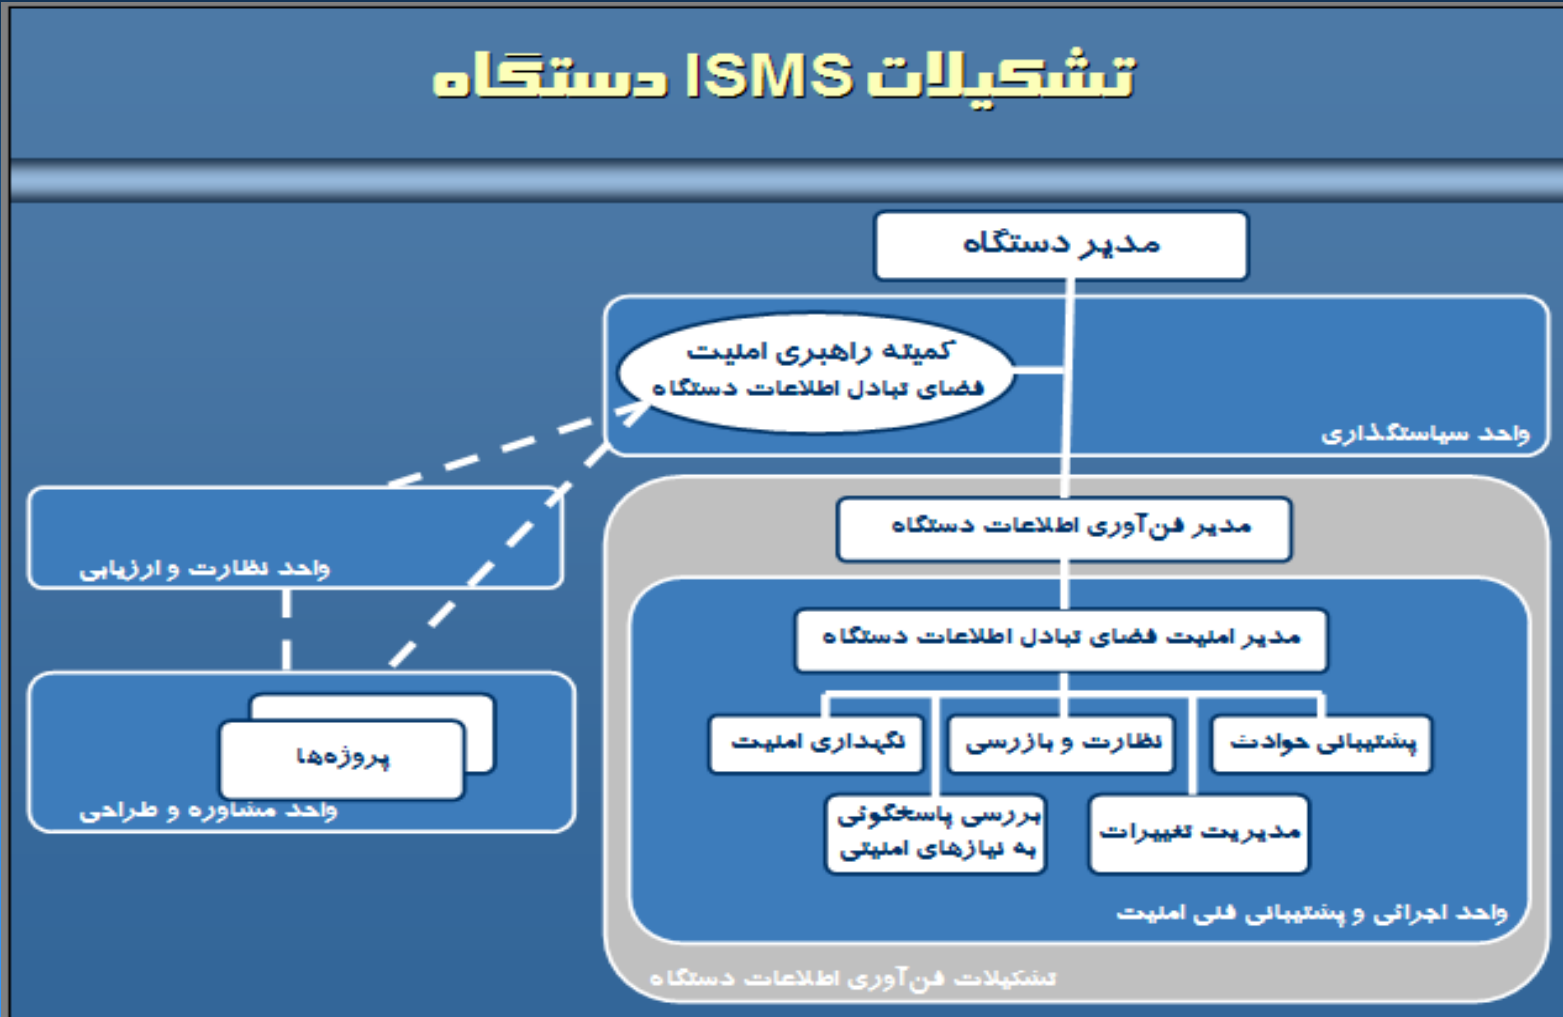 تشکیلات ISMS دستگاه
مدیر دستگاه
کمیته راهبری امنیت
فضای تبادل اطلاعات دستگاه
واحد سیاستگذاری
مدیر فن‌آوری اطلاعات دستگاه
واحد نظارت و ارزیابی
مدیر امنیت فضای تبادل اطلاعات دستگاه
پشتیبانی حوادث
نظارت و بازرسی
نگهداری امنیت
پروژه‌ها
واحد مشاوره و طراحی
مدیریت تغییرات
بررسی پاسخگوئی
به نیازهای امنیتی
واحد اجرائی و پشتیبانی فنی امنیت
تشکیلات فن‌آوری اطلاعات دستگاه